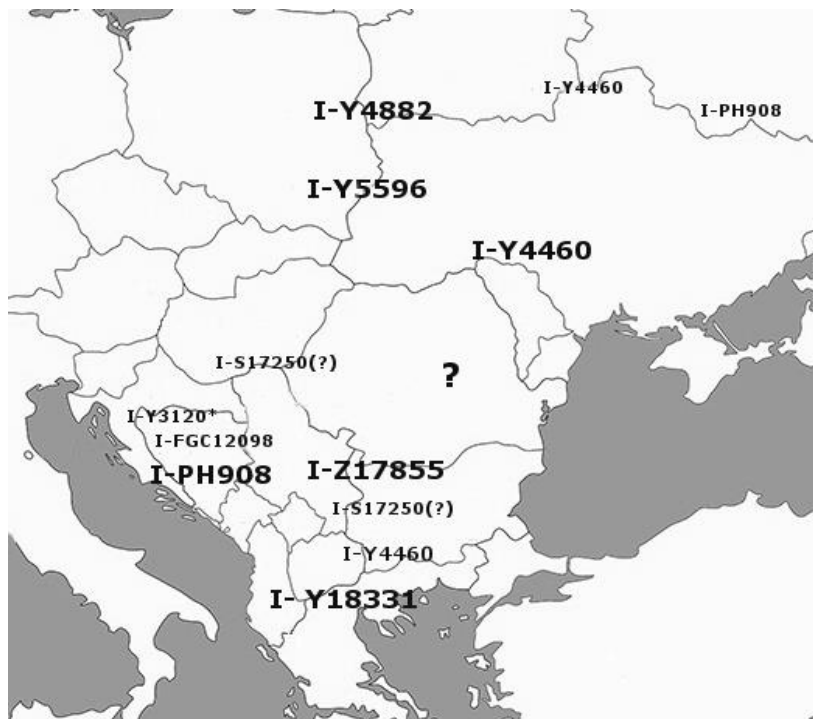 I-Y4460
I-PH908
I-Y4882
I-Y5596
I-Y4460
I-S17250(?)
?
I-Y3120*
I-FGC12098
I-PH908
I-Z17855
I-S17250(?)
I-Y4460
I- Y18331